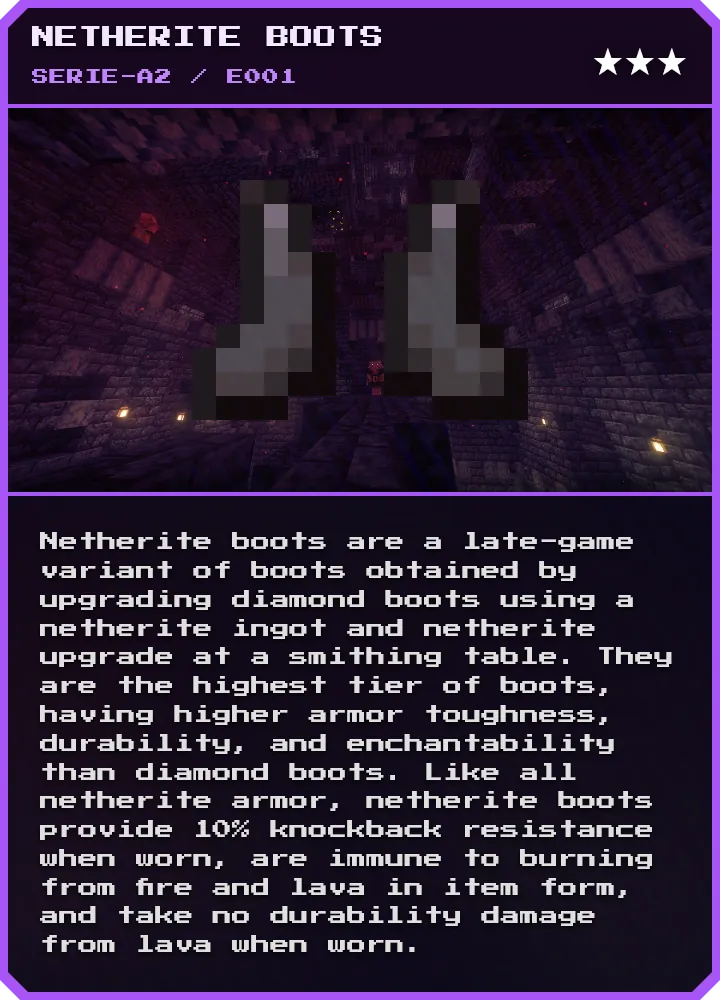 NETHERITE BOOTS
SERIE-A2 / E001
★★★
Netherite boots are a late-game
variant of boots obtained by
upgrading diamond boots using a
netherite ingot and netherite
upgrade at a smithing table. They
are the highest tier of boots,
having higher armor toughness,
durability, and enchantability
than diamond boots. Like all
netherite armor, netherite boots
provide 10% knockback resistance
when worn, are immune to burning
from fire and lava in item form,
and take no durability damage
from lava when worn.